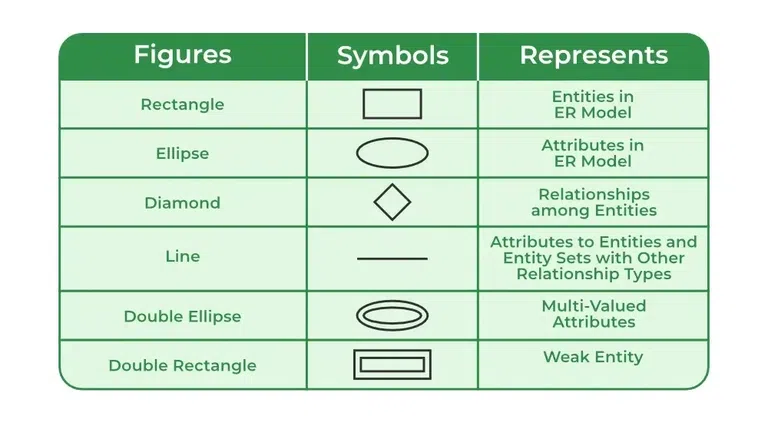 Figures
Symbols
Represents
Rectangle
Entities in
ER Model
Ellipse
Attributes in
ER Model
Diamond
Relationships
among Entities
Line
Attributes to Entities and
Entity Sets with Other
Relationship Types
Double Ellipse
Multi-Valued
Attributes
Double Rectangle
Weak Entity